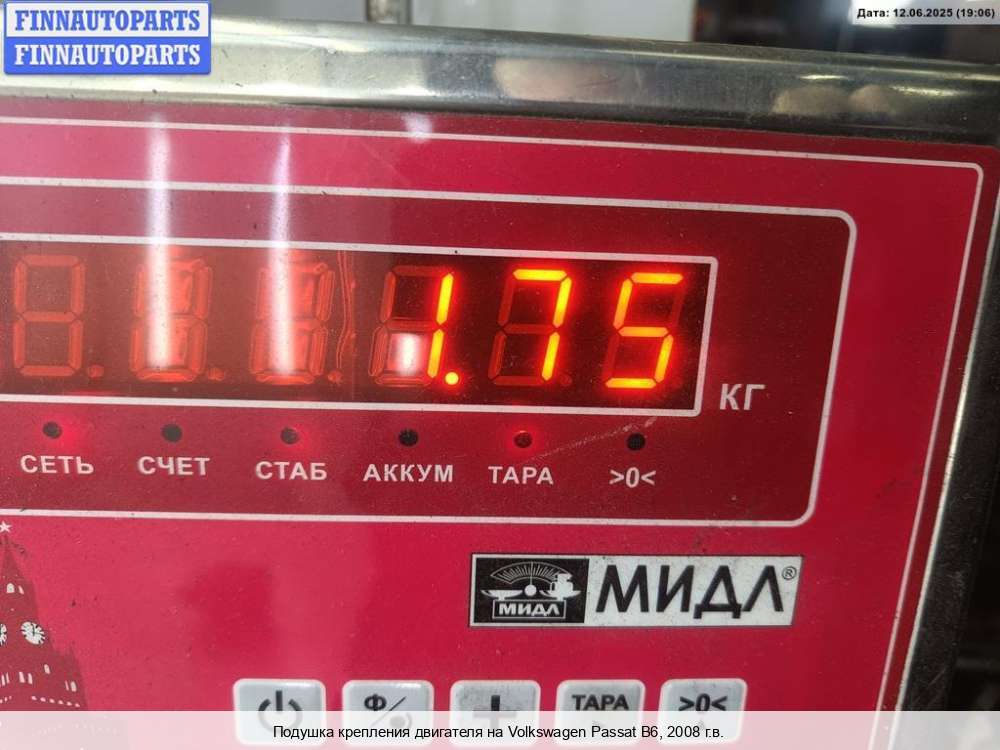 FINNAUTOPARTS
FINNAUTOPARTS
Дата: 12.06.2025 (19:06)
1.75
КГ
СЕТЬ СЧЕТ СТАБ АККУМ ТАРА >0<
МИДЛ МИДЛ®
Ф/ + ТАРА >0<
Подушка крепления двигателя на Volkswagen Passat B6, 2008 г.в.